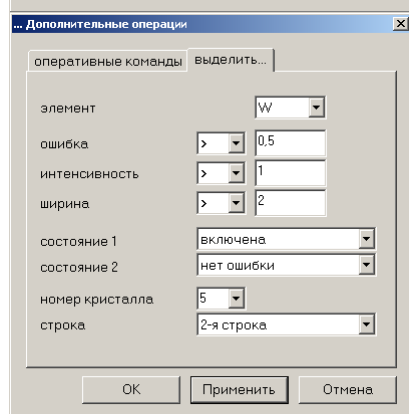 ... Дополнительные операции
оперативные команды выделить...
элемент W
ошибка > 0,5
интенсивность > 1
ширина > 2
состояние 1 включена
состояние 2 нет ошибки
номер кристалла 5
строка 2-я строка
OK Применить Отмена